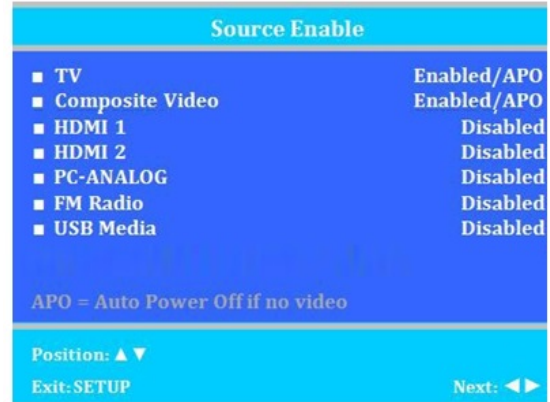 Source Enable
■ TV Enabled/APO
■ Composite Video Enabled/APO
■ HDMI 1 Disabled
■ HDMI 2 Disabled
■ PC-ANALOG Disabled
■ FM Radio Disabled
■ USB Media Disabled
APO = Auto Power Off if no video
Position: ▲ ▼
Exit: SETUP Next: ◀▶